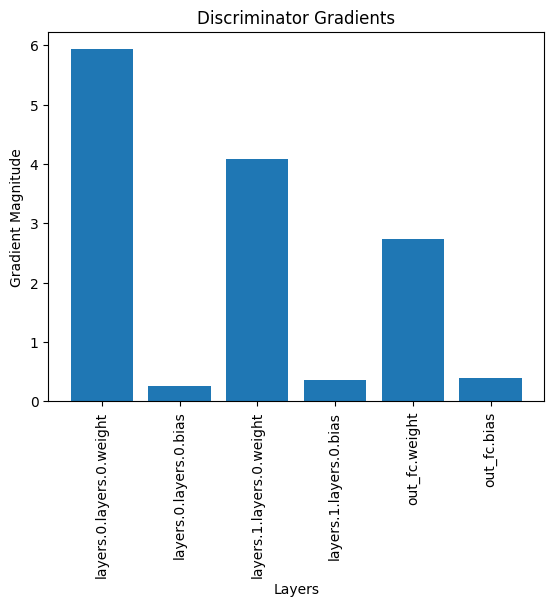 Discriminator Gradients
Gradient Magnitude
6
5
4
3
2
1
0
layers.0.layers.0.weight
layers.0.layers.0.bias
layers.1.layers.0.weight
layers.1.layers.0.bias
out_fc.weight
out_fc.bias
Layers